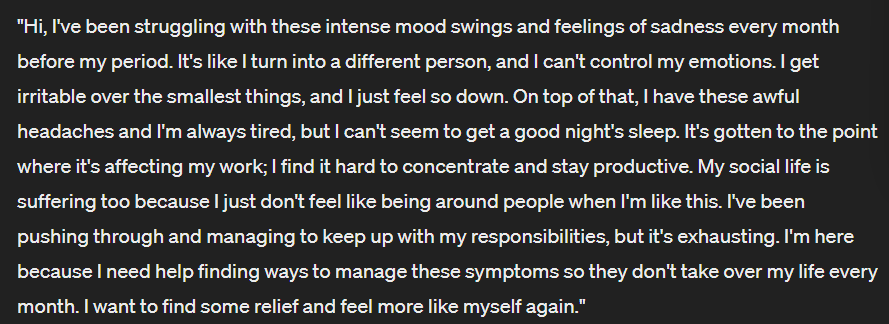 "Hi, I've been struggling with these intense mood swings and feelings of sadness every month
before my period. It's like I turn into a different person, and I can't control my emotions. I get
irritable over the smallest things, and I just feel so down. On top of that, I have these awful
headaches and I'm always tired, but I can't seem to get a good night's sleep. It's gotten to the point
where it's affecting my work; I find it hard to concentrate and stay productive. My social life is
suffering too because I just don't feel like being around people when I'm like this. I've been
pushing through and managing to keep up with my responsibilities, but it's exhausting. I'm here
because I need help finding ways to manage these symptoms so they don't take over my life every
month. I want to find some relief and feel more like myself again."